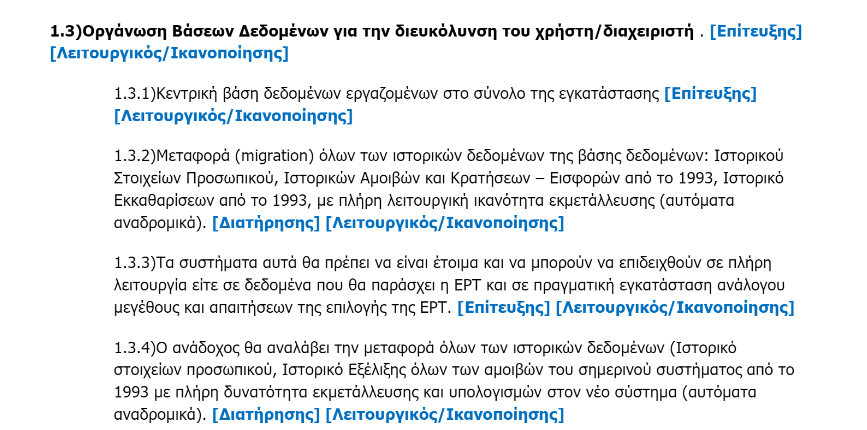 1.3)Οργάνωση Βάσεων Δεδομένων για την διευκόλυνση του χρήστη/διαχειριστή . [Επίτευξης]
[Λειτουργικός/Ικανοποίησης]
1.3.1)Κεντρική βάση δεδομένων εργαζομένων στο σύνολο της εγκατάστασης [Επίτευξης]
[Λειτουργικός/Ικανοποίησης]
1.3.2)Μεταφορά (migration) όλων των ιστορικών δεδομένων της βάσης δεδομένων: Ιστορικού
Στοιχείων Προσωπικού, Ιστορικών Αμοιβών και Κρατήσεων – Εισφορών από το 1993, Ιστορικό
Εκκαθαρίσεων από το 1993, με πλήρη λειτουργική ικανότητα εκμετάλλευσης (αυτόματα
αναδρομικά). [Διατήρησης] [Λειτουργικός/Ικανοποίησης]
1.3.3)Τα συστήματα αυτά θα πρέπει να είναι έτοιμα και να μπορούν να επιδειχθούν σε πλήρη
λειτουργία είτε σε δεδομένα που θα παράσχει η ΕΡΤ και σε πραγματική εγκατάσταση ανάλογου
μεγέθους και απαιτήσεων της επιλογής της ΕΡΤ. [Επίτευξης] [Λειτουργικός/Ικανοποίησης]
1.3.4)Ο ανάδοχος θα αναλάβει την μεταφορά όλων των ιστορικών δεδομένων (Ιστορικό
στοιχείων προσωπικού, Ιστορικό Εξέλιξης όλων των αμοιβών του σημερινού συστήματος από το
1993 με πλήρη δυνατότητα εκμετάλλευσης και υπολογισμών στον νέο σύστημα (αυτόματα
αναδρομικά). [Διατήρησης] [Λειτουργικός/Ικανοποίησης]